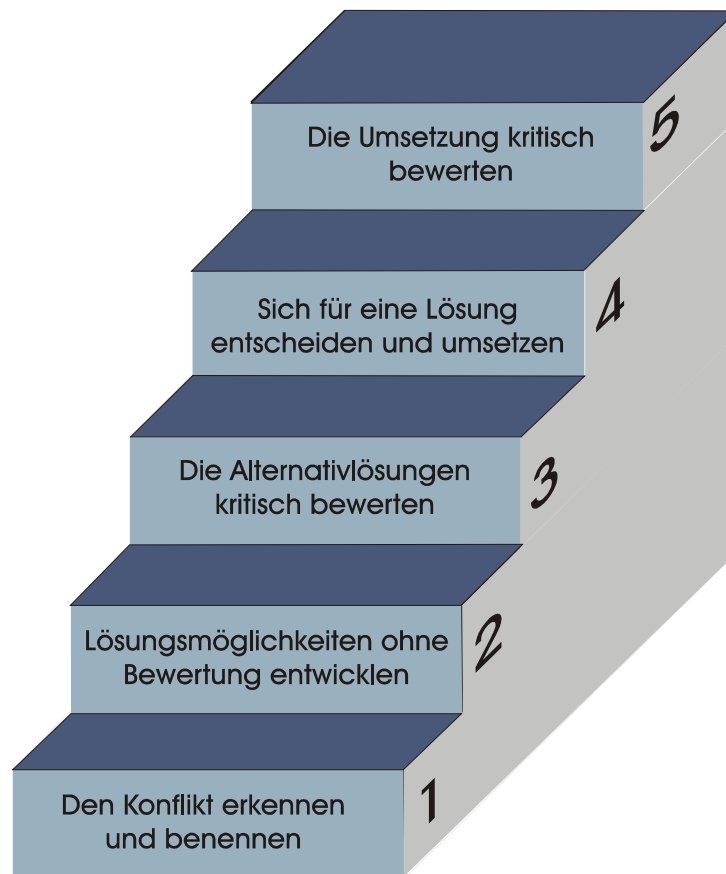 Die Umsetzung kritisch
bewerten
5
Sich für eine Lösung
entscheiden und umsetzen
4
Die Alternativlösungen
kritisch bewerten
3
Lösungsmöglichkeiten ohne
Bewertung entwicklen
2
Den Konflikt erkennen
und benennen
1